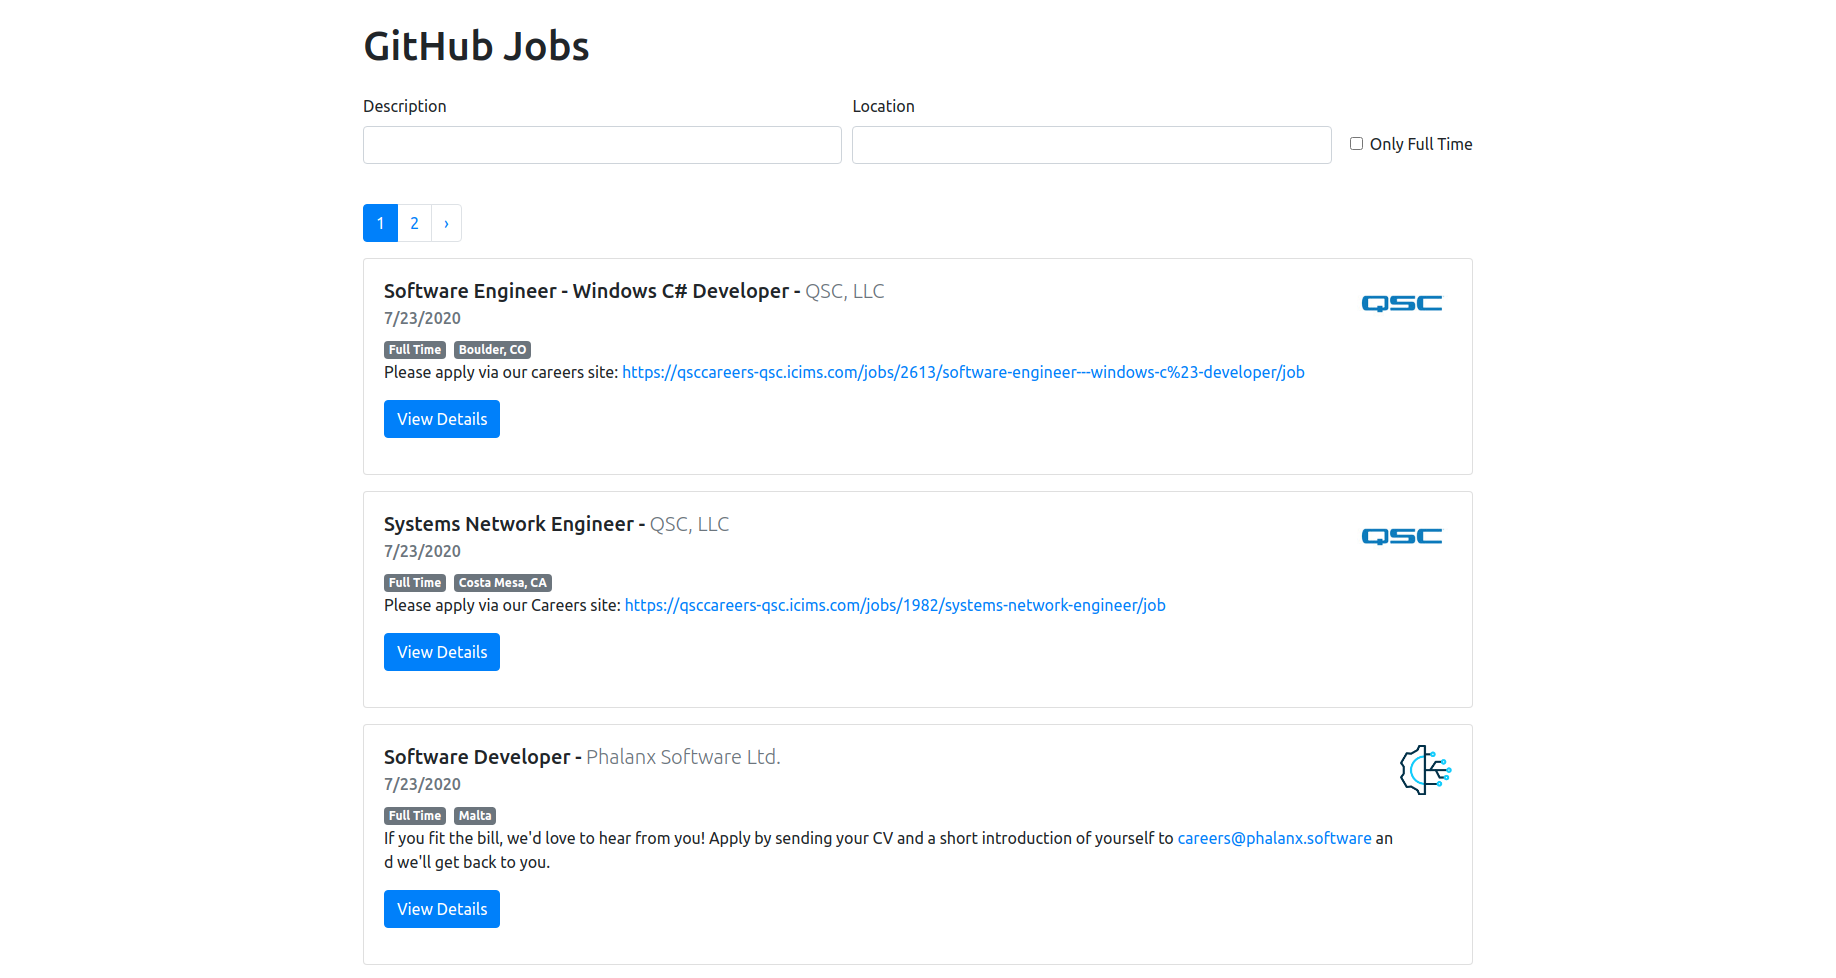 GitHub Jobs
Description
Location
Only Full Time
1 2 ›
Software Engineer - Windows C# Developer - QSC, LLC
QSC
7/23/2020
Full Time Boulder, CO
Please apply via our careers site: https://qsccareers-qsc.icims.com/jobs/2613/software-engineer---windows-c%23-developer/job
View Details
Systems Network Engineer - QSC, LLC
QSC
7/23/2020
Full Time Costa Mesa, CA
Please apply via our Careers site: https://qsccareers-qsc.icims.com/jobs/1982/systems-network-engineer/job
View Details
Software Developer - Phalanx Software Ltd.
7/23/2020
Full Time Malta
If you fit the bill, we'd love to hear from you! Apply by sending your CV and a short introduction of yourself to careers@phalanx.software an
d we'll get back to you.
View Details